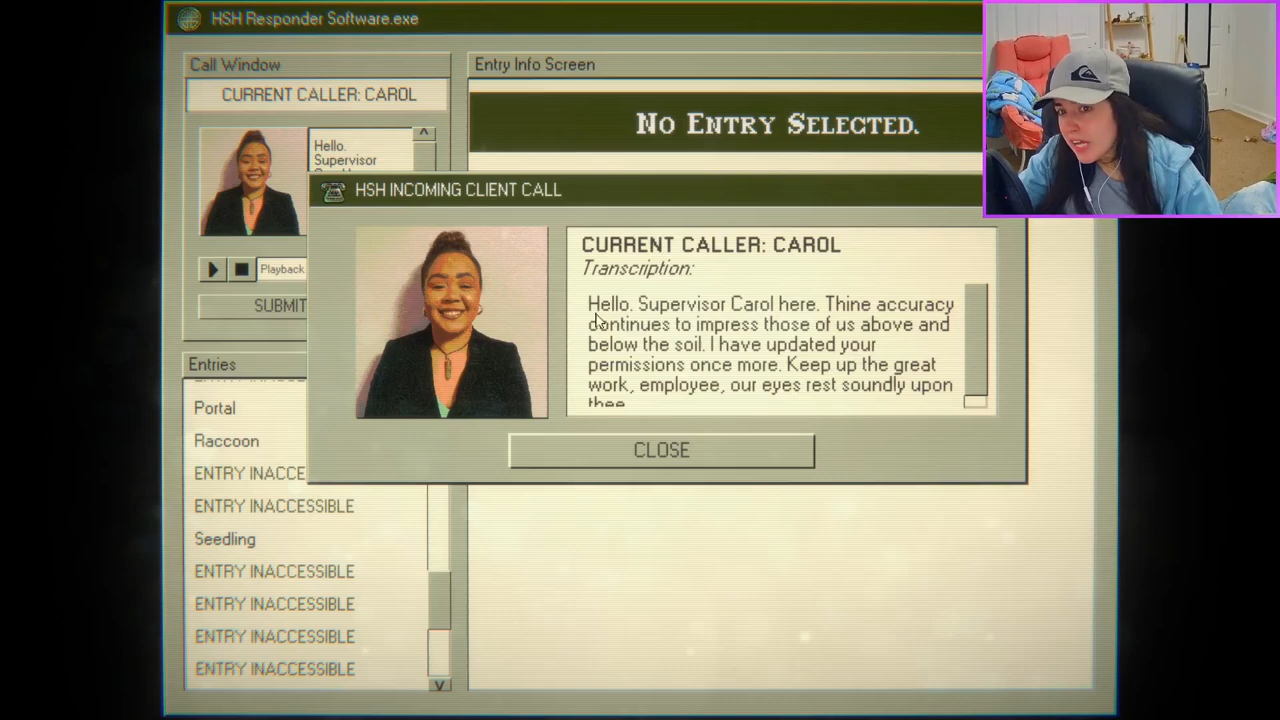 HSH Responder Software.exe
Call Window
CURRENT CALLER: CAROL
Hello.
Supervisor
Playback
SUBMIT
Entries
Portal
Raccoon
ENTRY INACCE
ENTRY INACCESSIBLE
Seedling
ENTRY INACCESSIBLE
ENTRY INACCESSIBLE
ENTRY INACCESSIBLE
ENTRY INACCESSIBLE
Entry Info Screen
NO ENTRY SELECTED.
HSH INCOMING CLIENT CALL
CURRENT CALLER: CAROL
Transcription:
Hello. Supervisor Carol here. Thine accuracy
continues to impress those of us above and
below the soil. I have updated your
permissions once more. Keep up the great
work, employee, our eyes rest soundly upon
thee
CLOSE